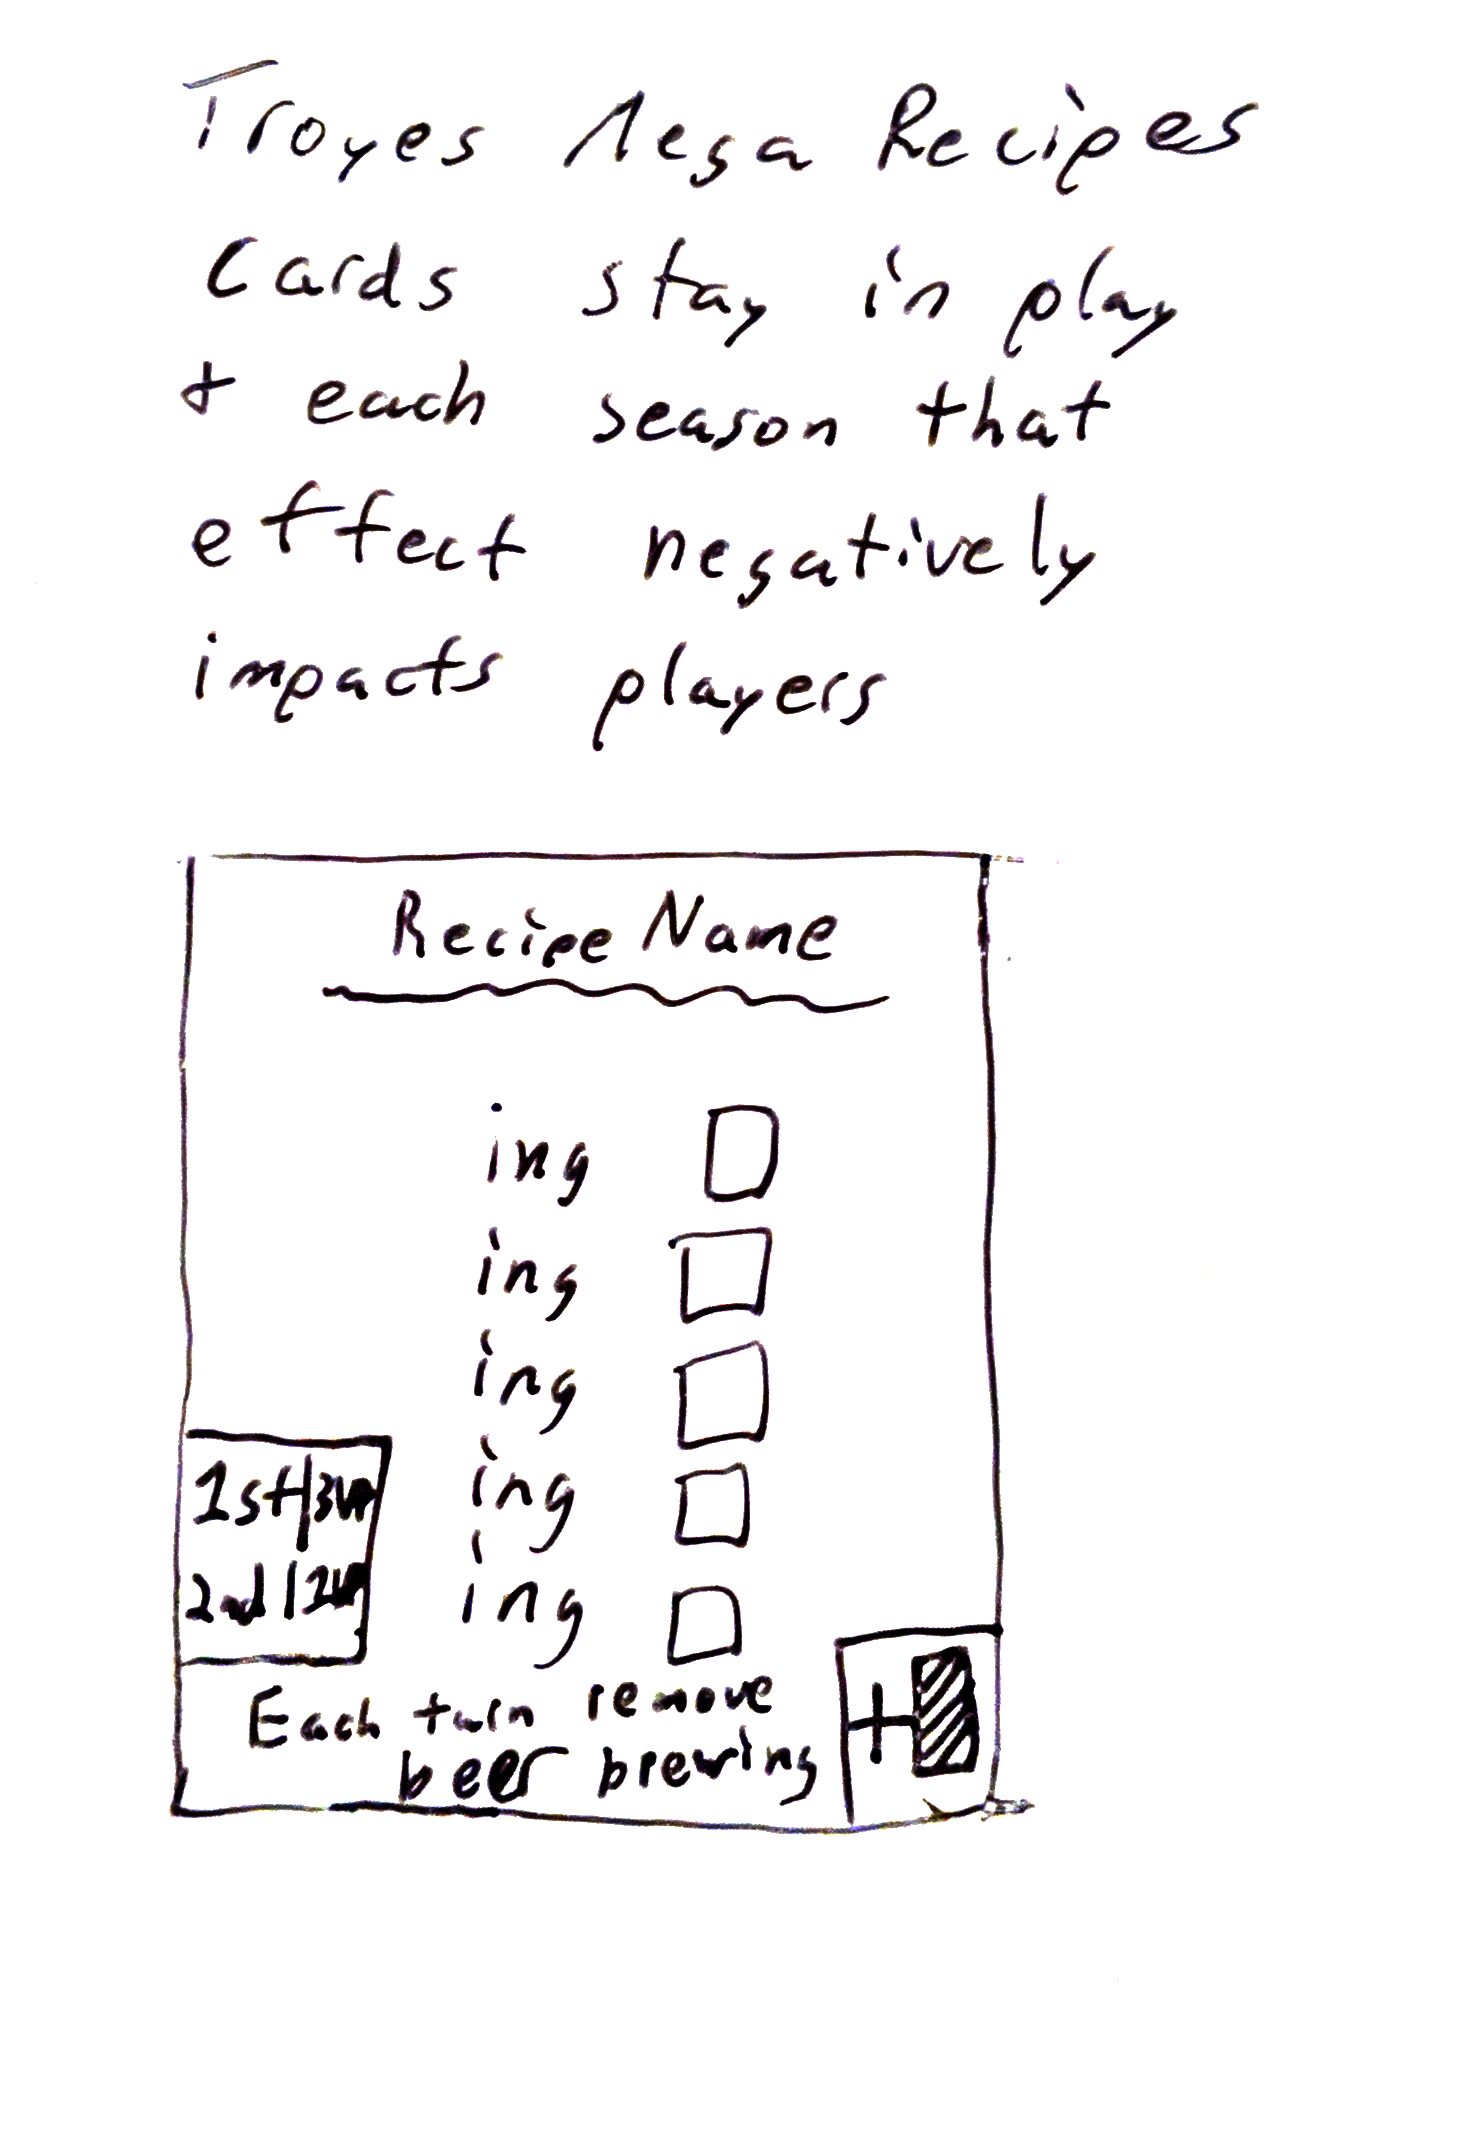 Troyes Mega Recipes
Cards stay in play
+ each season that
effect negatively
impacts players
Recipe Name
ing
ing
ing
ing
ing
1st | 3VP
2nd |
Each turn remove
beer brewing
+